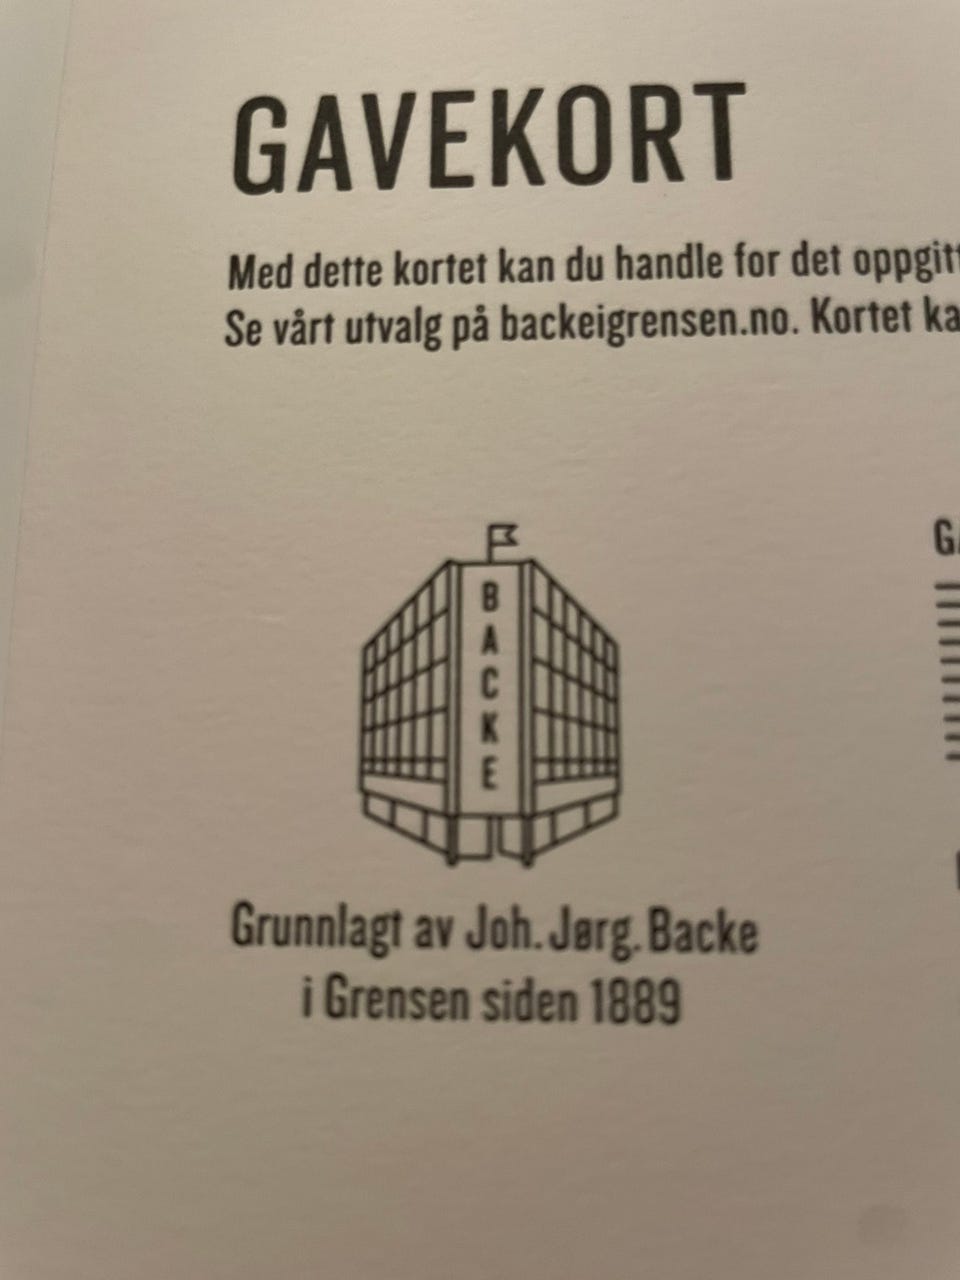 GAVEKORT
Med dette kortet kan du handle for det
Se vårt utvalg på backeigrensen.no. Kortet
BACKE
Grunnlagt av Joh. Jørg. Backe
i Grensen siden 1889